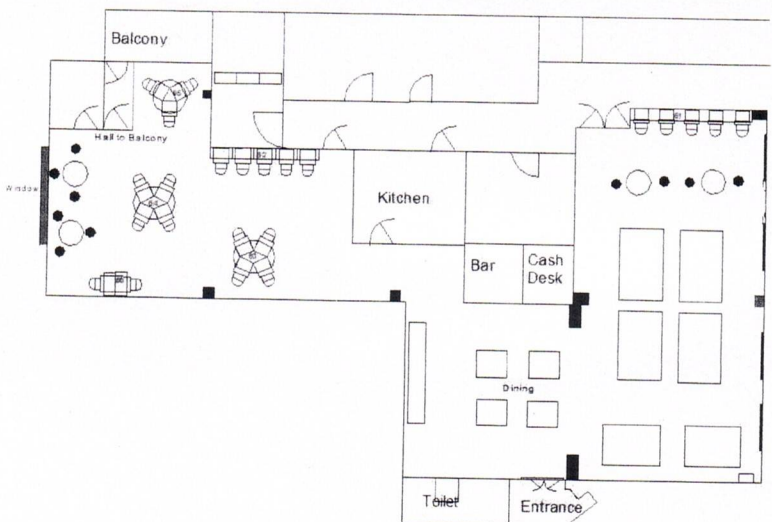 Balcony
Hall to Balcony
Window
Kitchen
Bar
Cash
Desk
Dining
Toilet
Entrance